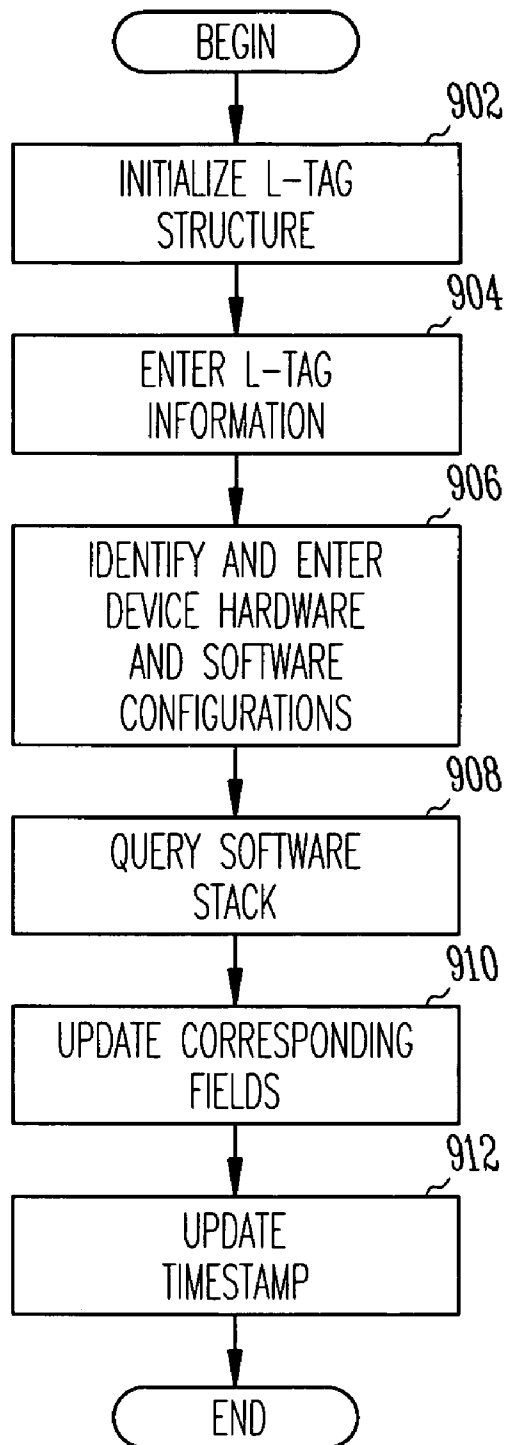 BEGIN
902
INITIALIZE L-TAG
STRUCTURE
904
ENTER L-TAG
INFORMATION
906
IDENTIFY AND ENTER
DEVICE HARDWARE
AND SOFTWARE
CONFIGURATIONS
908
QUERY SOFTWARE
STACK
910
UPDATE CORRESPONDING
FIELDS
912
UPDATE
TIMESTAMP
END